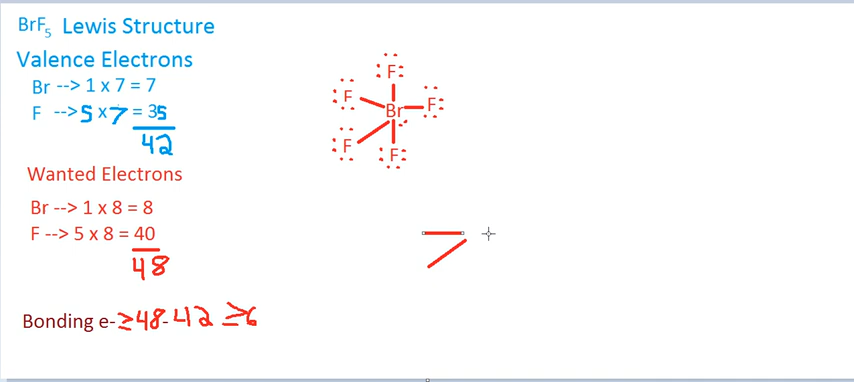 BrF5 Lewis Structure
Valence Electrons
Br --> 1 x 7 = 7
F --> 5 x 7 = 35
42
Wanted Electrons
Br --> 1 x 8 = 8
F --> 5 x 8 = 40
48
Bonding e- ≥ 48 - 42 ≥ 6
F
F
Br
F
F
F